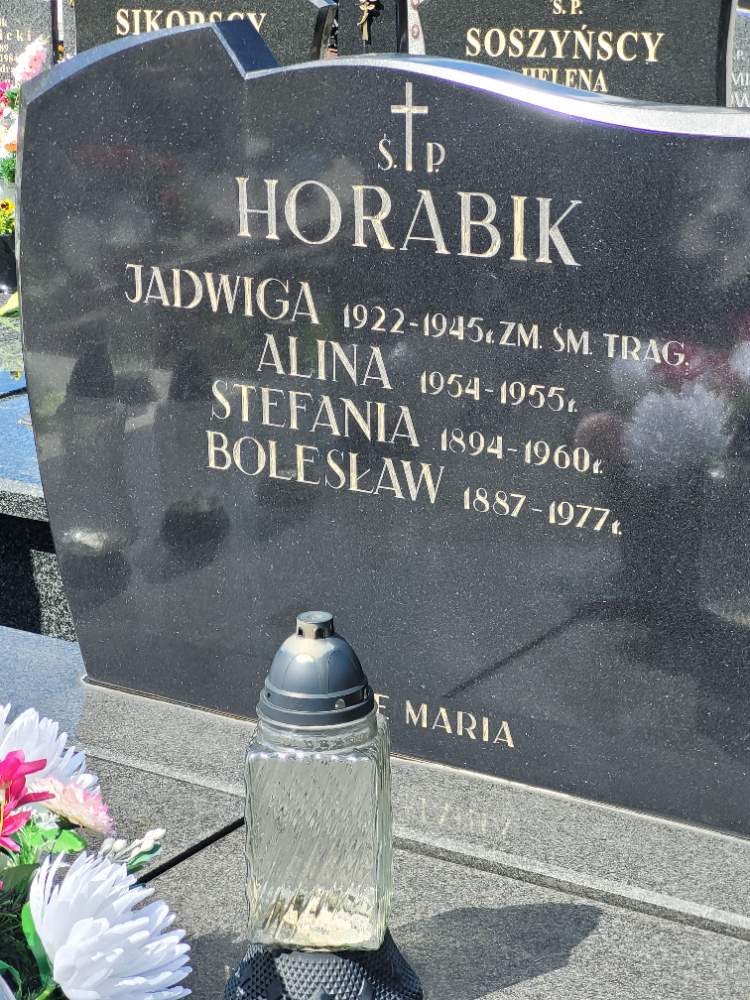 SIKORSCY
Ś.P.
SOSZYŃSCY
HELENA
Ś. P.
HORABIK
JADWIGA 1922-1945r. ZM. ŚM. TRAG.
ALINA 1954-1955r.
STEFANIA 1894-1960r.
BOLESŁAW 1887-1977r.
MARIA